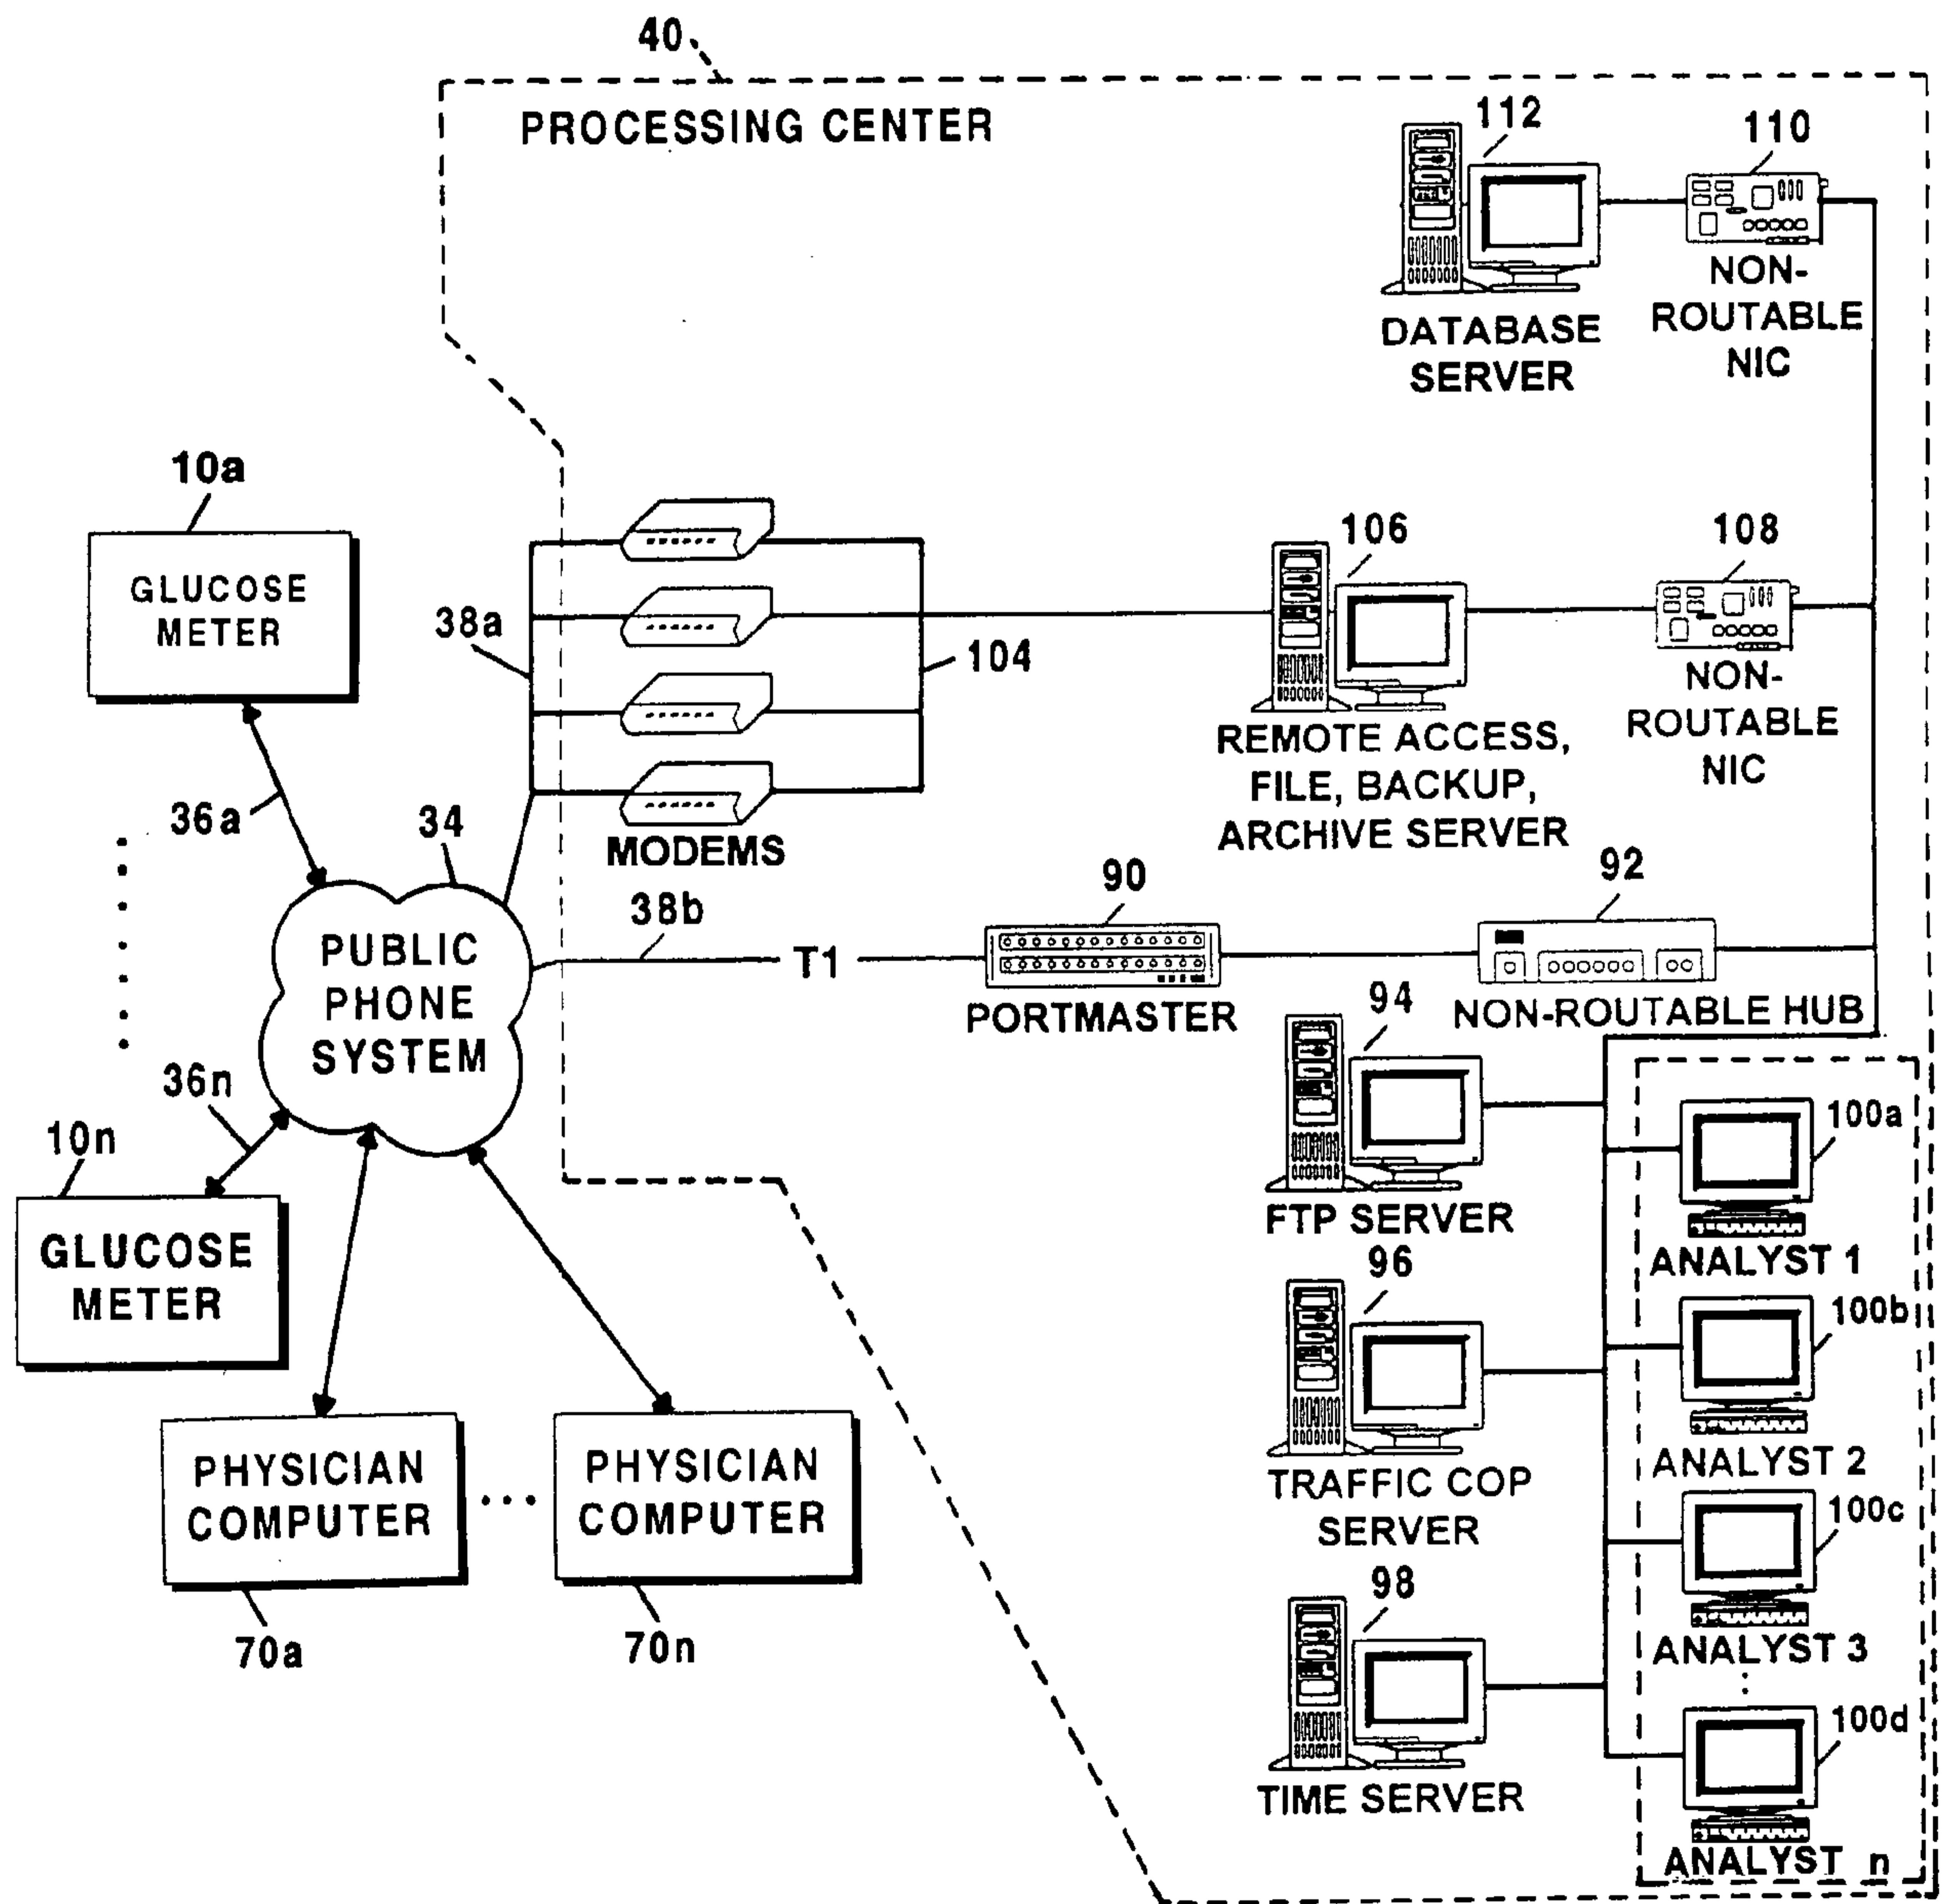 40
PROCESSING CENTER
112
110
DATABASE
SERVER
NON-
ROUTABLE
NIC
10a
GLUCOSE
METER
38a
104
106
108
REMOTE ACCESS,
FILE, BACKUP,
ARCHIVE SERVER
NON-
ROUTABLE
NIC
36a
34
MODEMS
PUBLIC
PHONE
SYSTEM
38b
T1
90
PORTMASTER
92
NON-ROUTABLE HUB
94
FTP SERVER
36n
10n
GLUCOSE
METER
100a
ANALYST 1
96
TRAFFIC COP
SERVER
100b
ANALYST 2
PHYSICIAN
COMPUTER
70a
...
PHYSICIAN
COMPUTER
70n
100c
ANALYST 3
98
TIME SERVER
100d
ANALYST n